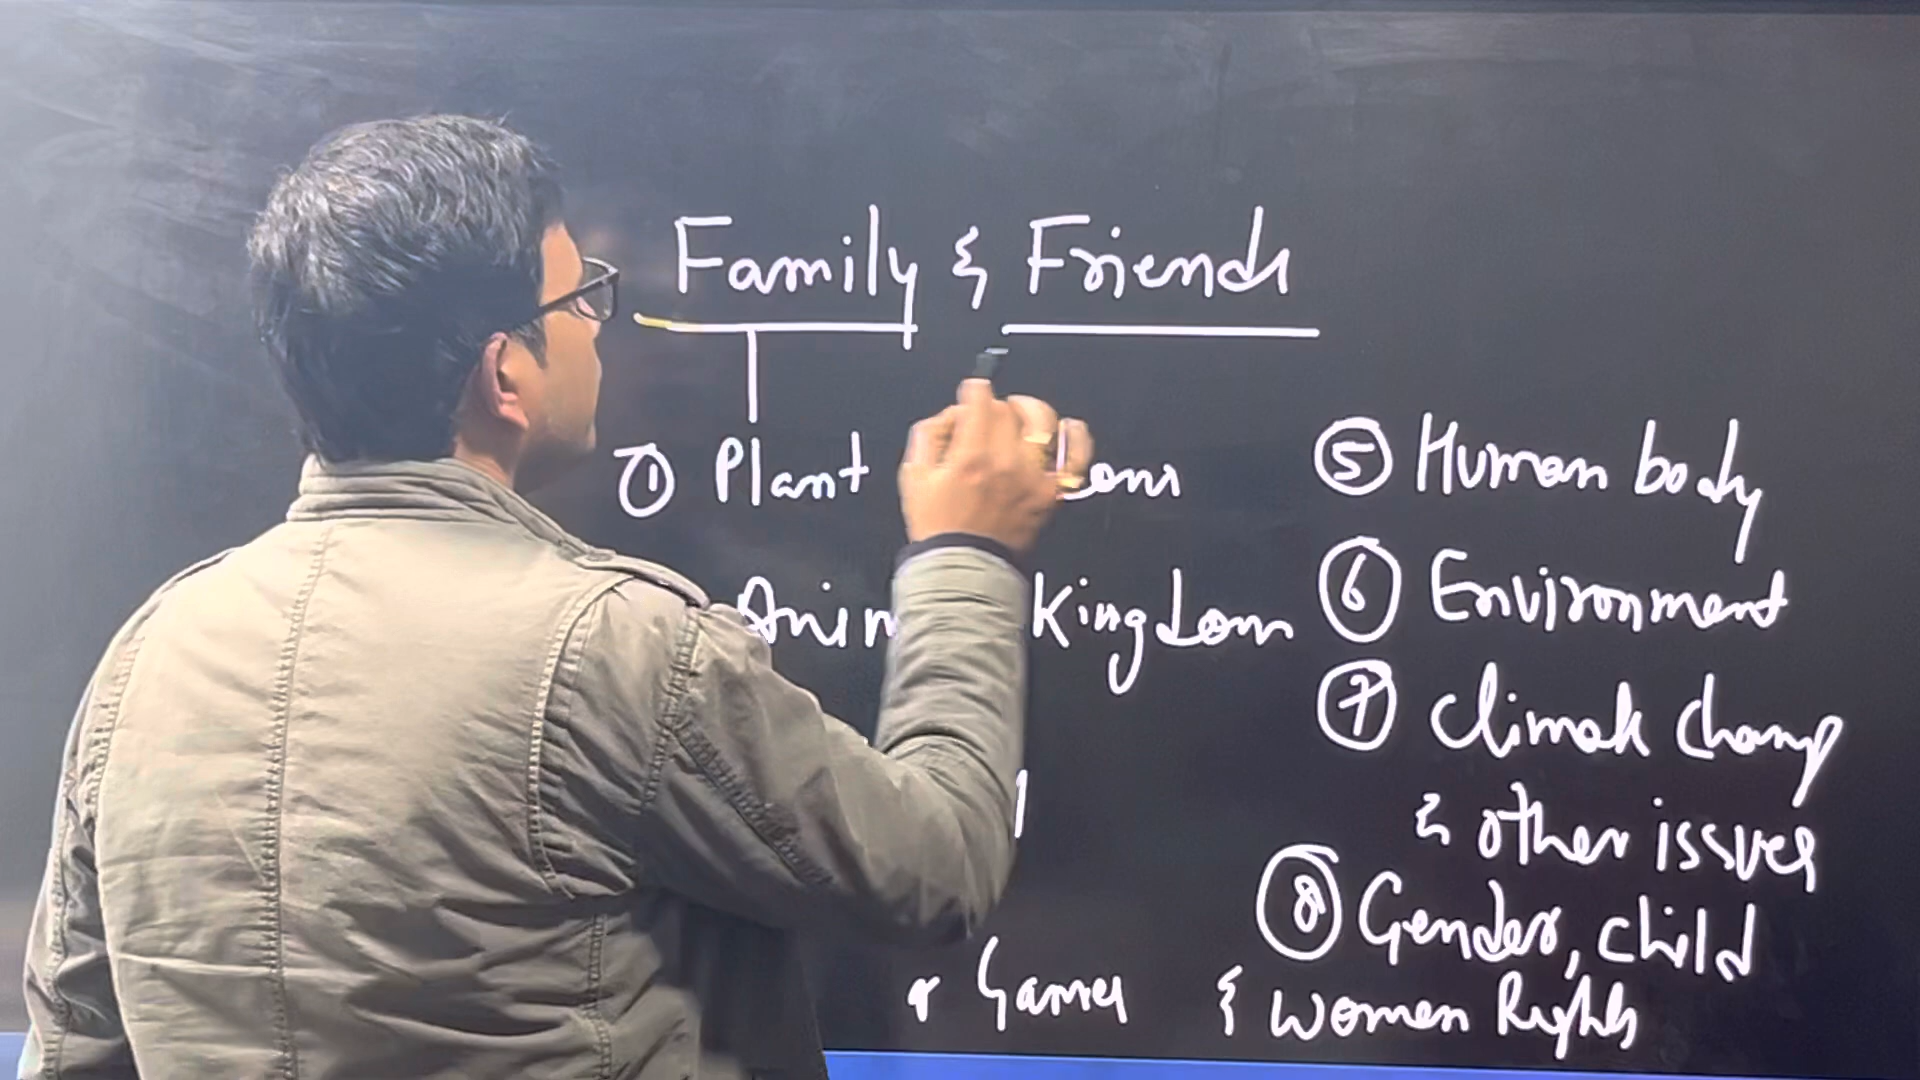 Family & Friends
① Plant
Kingdom
Games
⑤ Human body
⑥ Environment
⑦ Climate change
& other issues
⑧ Gender, child
& women Rights